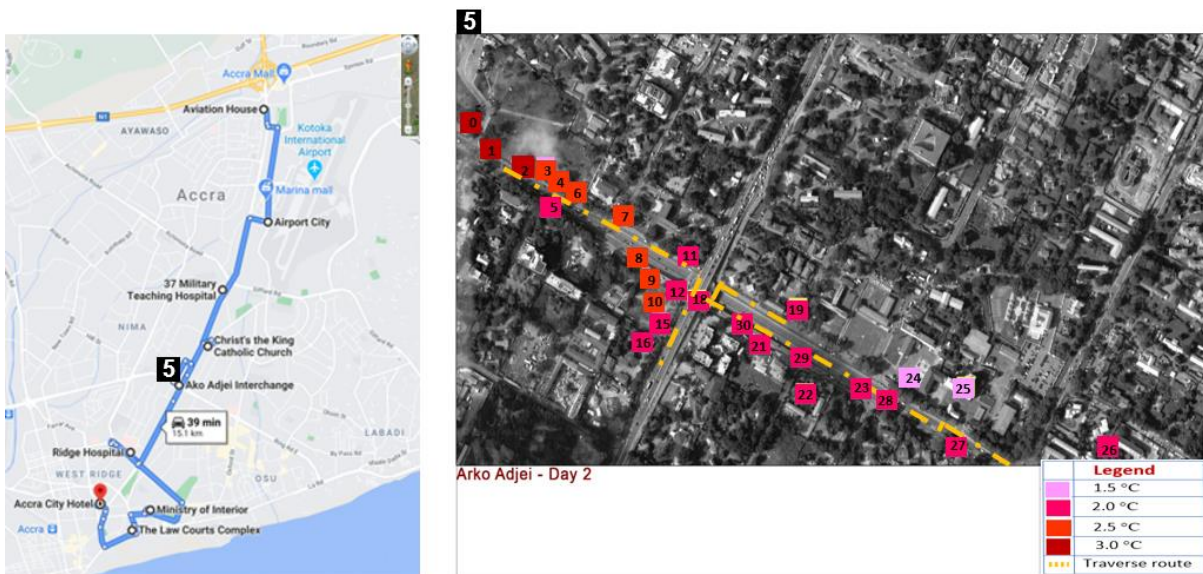 5
Accra Mall
Aviation House
N1
AYAWASO
Kotoka
International
Airport
Accra
Marina mall
Airport City
37 Military
Teaching Hospital
NIMA
Christ's the King
Catholic Church
5
Ako Adjei Interchange
39 min
15.1 km
LABADI
Ridge Hospital
WEST RIDGE
OSU
Accra City Hotel
Ministry of Interior
Accra
The Law Courts Complex
0
1
2
3
4
5
6
7
8
9
10
11
12
15
16
18
19
30
21
29
22
23
24
25
28
27
26
Arko Adjei - Day 2
Legend
1.5 °C
2.0 °C
2.5 °C
3.0 °C
Traverse route